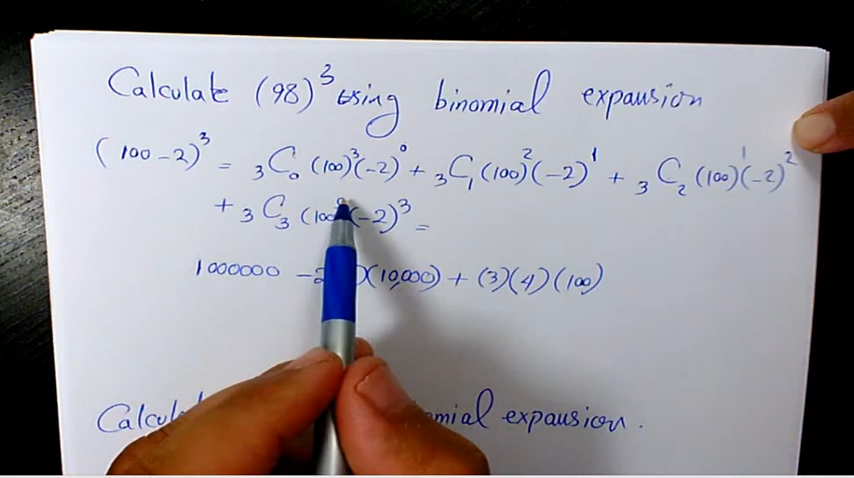 Calculate (98)³ using binomial expansion
(100 - 2)³ = ₃C₀ (100)³(-2)⁰ + ₃C₁(100)²(-2)¹ + ₃C₂ (100)¹(-2)²
+ ₃C₃ (100)⁰(-2)³ =
1000000 - 2 )(10,000) + (3)(4)(100)
expansion.